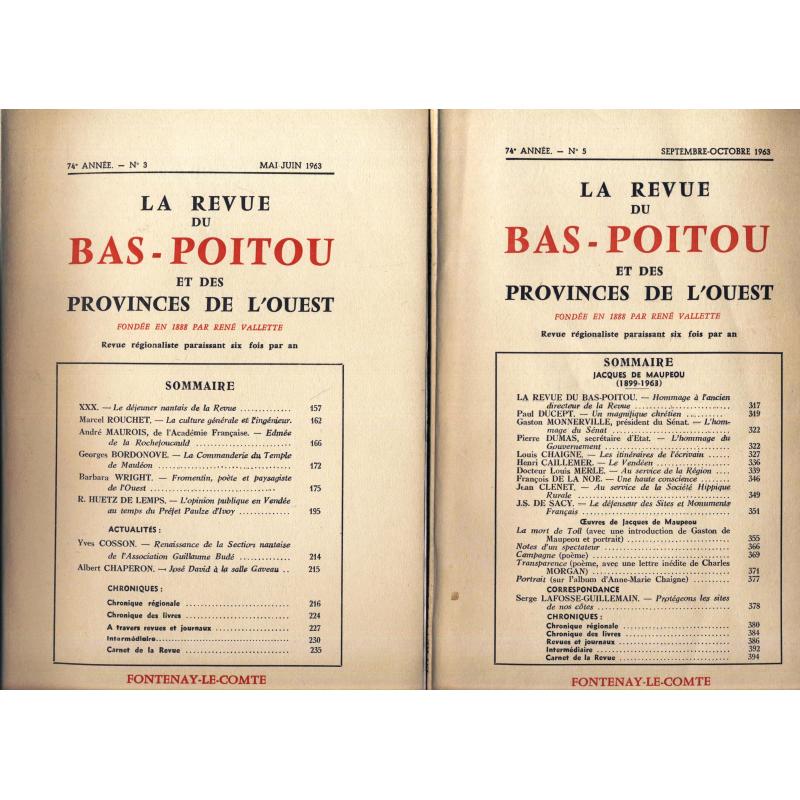 74e ANNÉE. — N° 3 MAI JUIN 1963
LA REVUE
DU
BAS-POITOU
ET DES
PROVINCES DE L'OUEST
FONDÉE EN 1888 PAR RENÉ VALLETTE
Revue régionaliste paraissant six fois par an
SOMMAIRE
XXX. — Le déjeuner nantais de la Revue ............ 157
Marcel ROUCHET. — La culture générale et l'ingénieur. 162
André MAUROIS, de l'Académie Française. — Edmée
de la Rochefoucauld .................. 166
Georges BORDONOVE. — La Commanderie du Temple
de Mauléon .................. 172
Barbara WRIGHT. — Fromentin, poète et paysagiste
de l'Ouest .................. 175
R. HUETZ DE LEMPS. — L'opinion publique en Vendée
au temps du Préfet Paulze d'Ivoy ............ 195
ACTUALITÉS :
Yves COSSON. — Renaissance de la Section nantaise
de l'Association Guillaume Budé ............ 214
Albert CHAPERON. — José David à la salle Gaveau .. 215
CHRONIQUES :
Chronique régionale .................. 216
Chronique des livres .................. 224
A travers revues et journaux ............ 227
Intermédiaire .................. 230
Carnet de la Revue .................. 235
FONTENAY-LE-COMTE
74e ANNÉE. — N° 5 SEPTEMBRE-OCTOBRE 1963
LA REVUE
DU
BAS-POITOU
ET DES
PROVINCES DE L'OUEST
FONDÉE EN 1888 PAR RENÉ VALLETTE
Revue régionaliste paraissant six fois par an
SOMMAIRE
JACQUES DE MAUPEOU
(1899-1963)
LA REVUE DU BAS-POITOU. — Hommage à l'ancien
directeur de la Revue .................. 317
Paul DUCEPT. — Un magnifique chrétien ............ 319
Gaston MONNERVILLE, président du Sénat. — L'hom-
mage du Sénat .................. 322
Pierre DUMAS, secrétaire d'Etat. — L'hommage du
Gouvernement .................. 322
Louis CHAIGNE. — Les itinéraires de l'écrivain ...... 327
Henri CAILLEMER. — Le Vendéen ............ 336
Docteur Louis MERLE. — Au service de la Région .... 339
François DE LA NOË. — Une haute conscience ...... 346
Jean CLENET. — Au service de la Société Hippique
Rurale .................. 349
J.S. DE SACY. — Le défenseur des Sites et Monuments
Français .................. 351
Œuvres de Jacques de Maupeou
La mort de Toll (avec une introduction de Gaston de
Maupeou et portrait) .................. 355
Notes d'un spectateur .................. 366
Campagne (poème) .................. 369
Transparence (poème, avec une lettre inédite de Charles
MORGAN) .................. 371
Portrait (sur l'album d'Anne-Marie Chaigne) ...... 377
CORRESPONDANCE
Serge LAFOSSE-GUILLEMAIN. — Protégeons les sites
de nos côtes .................. 378
CHRONIQUES :
Chronique régionale .................. 380
Chronique des livres .................. 384
Revues et journaux .................. 386
Intermédiaire .................. 392
Carnet de la Revue .................. 394
FONTENAY-LE-COMTE